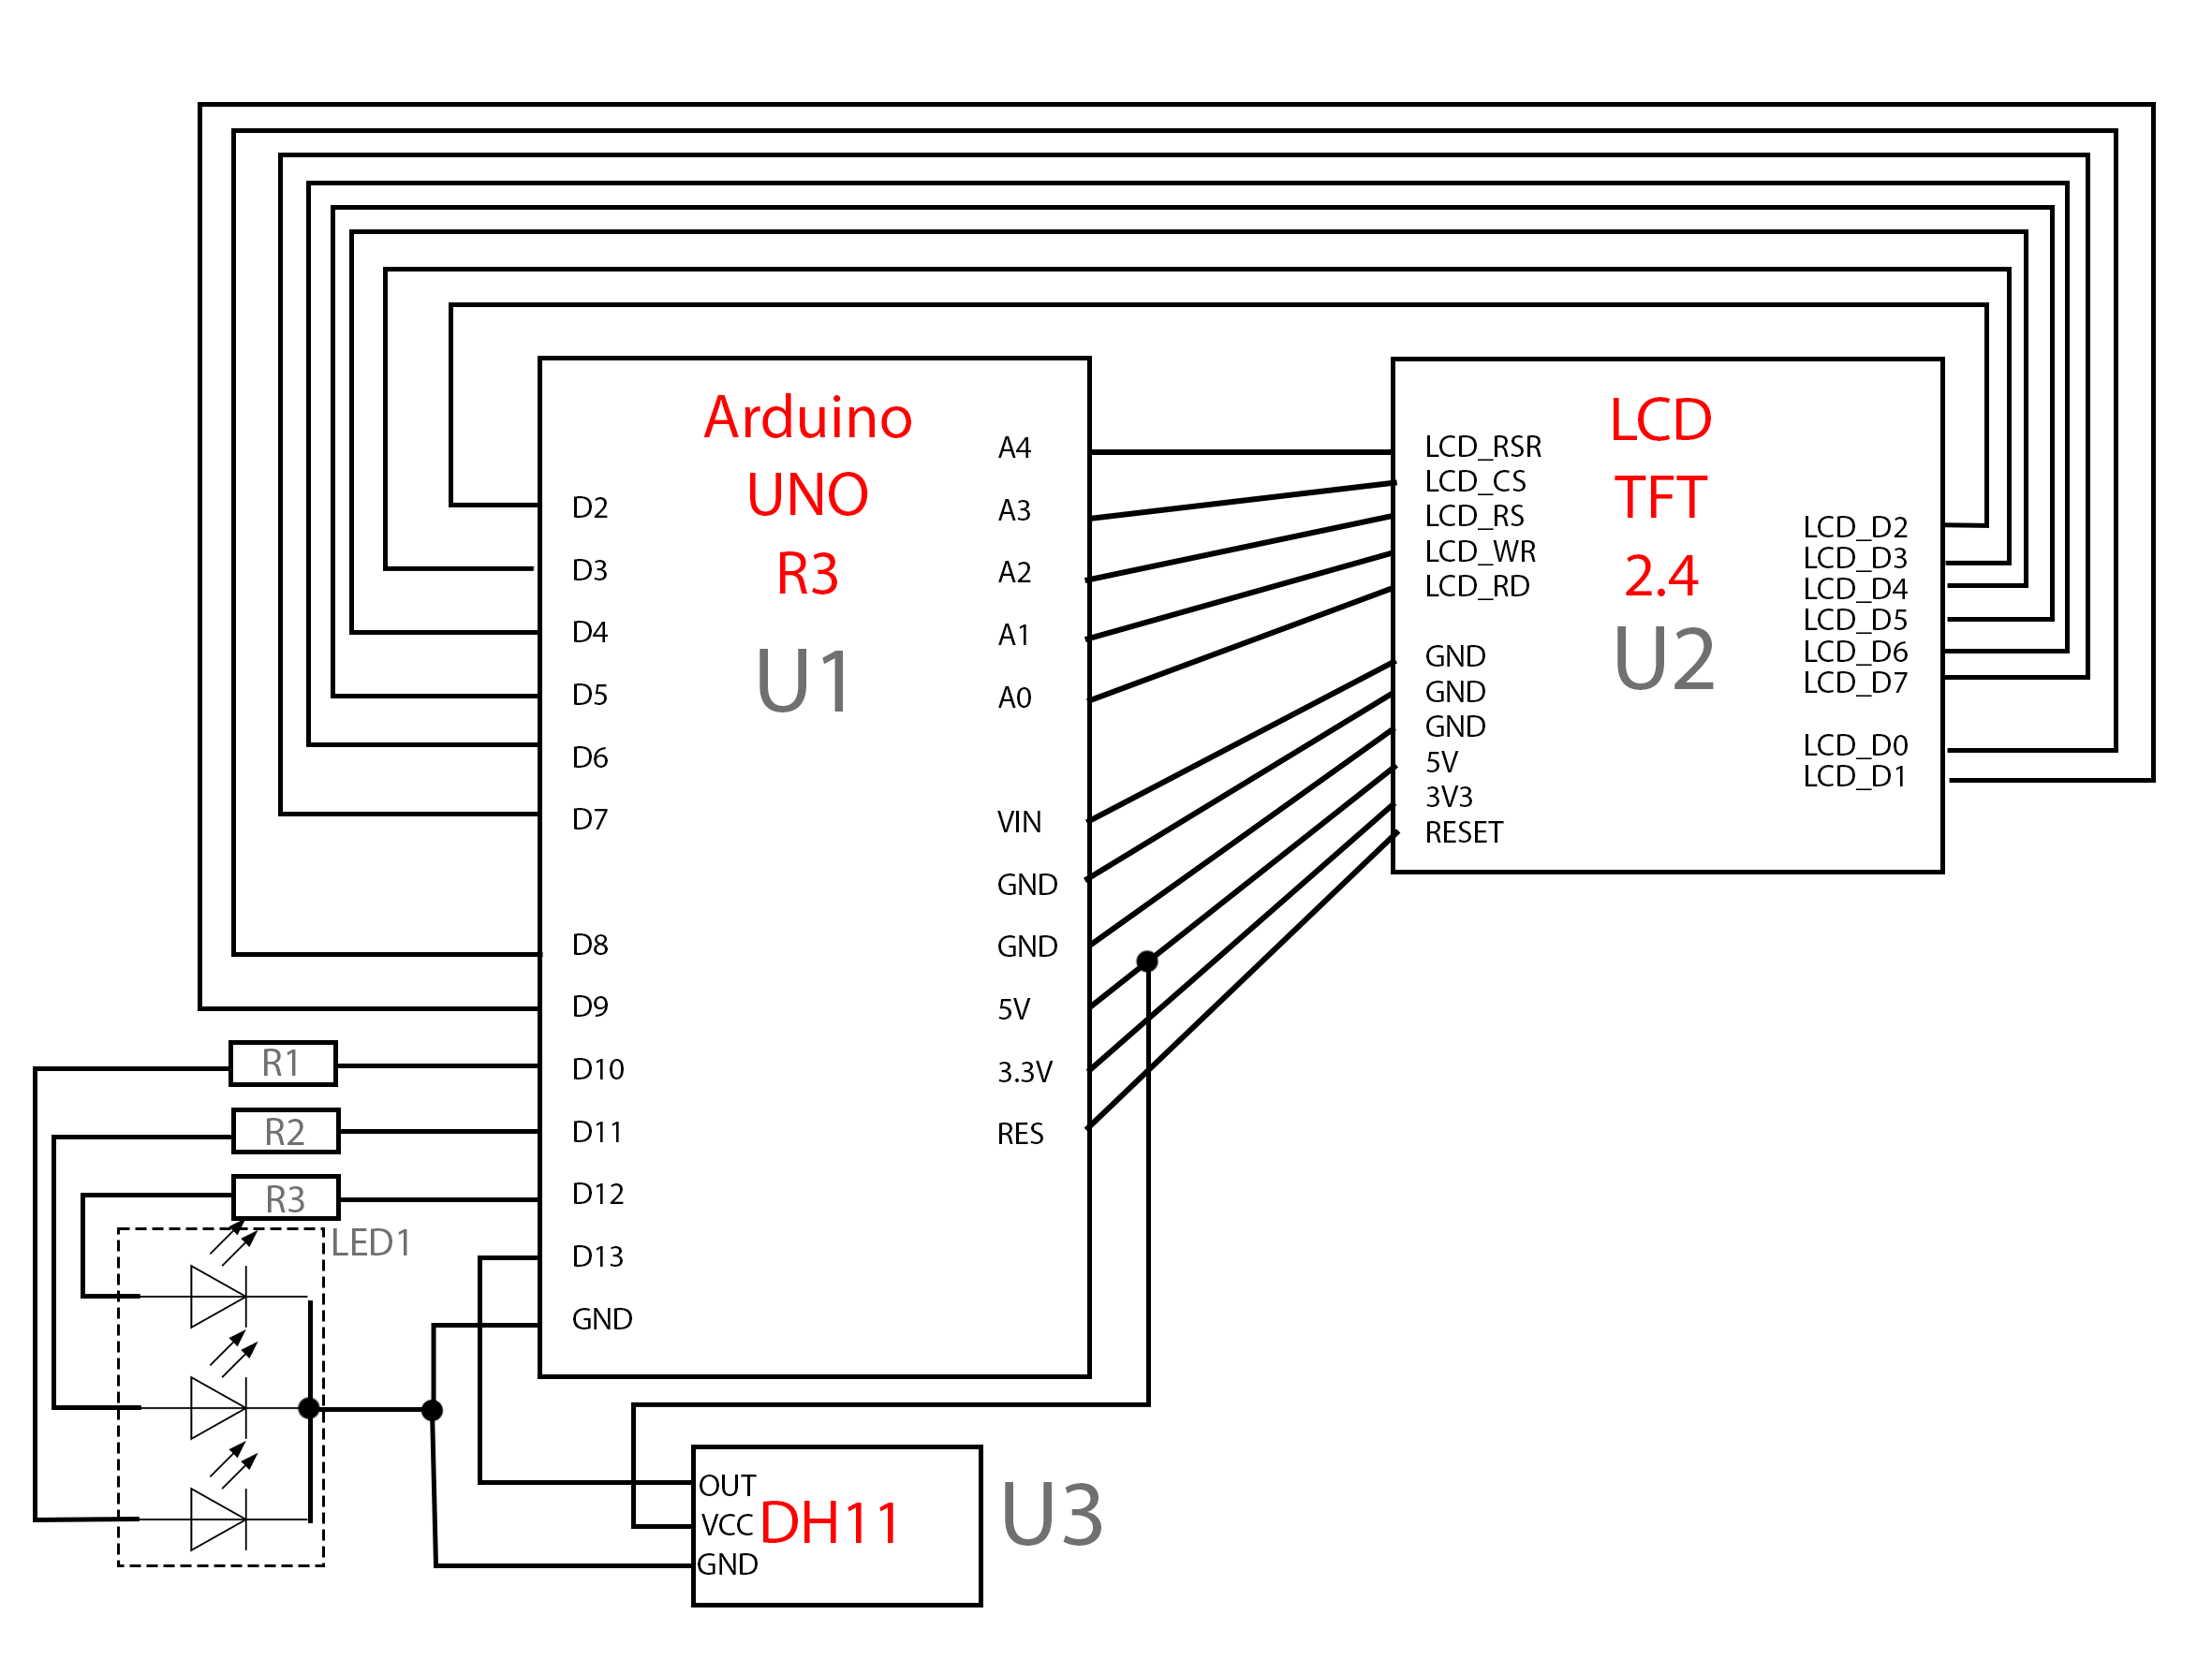 Arduino
UNO
R3
U1
D2
D3
D4
D5
D6
D7
D8
D9
D10
D11
D12
D13
GND
A4
A3
A2
A1
A0
VIN
GND
GND
5V
3.3V
RES
LCD
TFT
2.4
U2
LCD_RSR
LCD_CS
LCD_RS
LCD_WR
LCD_RD
GND
GND
GND
5V
3V3
RESET
LCD_D2
LCD_D3
LCD_D4
LCD_D5
LCD_D6
LCD_D7
LCD_D0
LCD_D1
R1
R2
R3
LED1
OUT
VCC
GND
DH11
U3